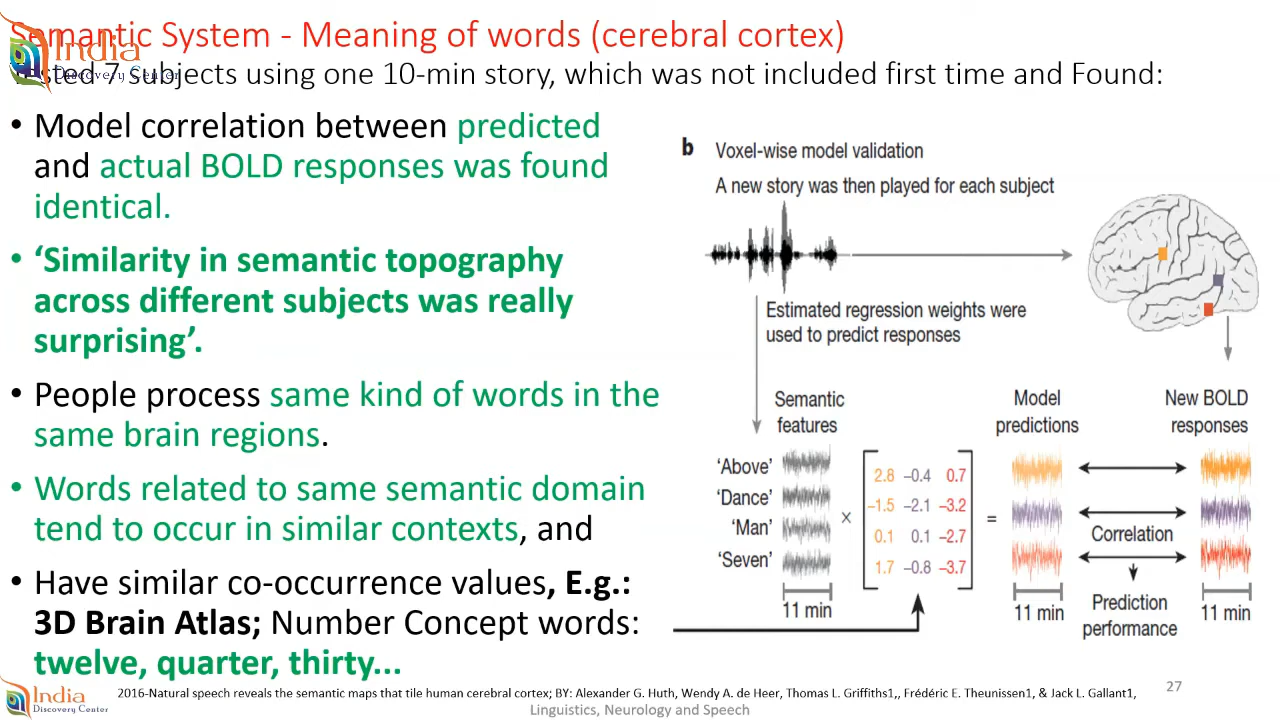 Semantic System - Meaning of words (cerebral cortex)
India
Discovery Center
7 Subjects using one 10-min story, which was not included first time and Found:
• Model correlation between predicted
and actual BOLD responses was found
identical.
• ‘Similarity in semantic topography
across different subjects was really
surprising’.
• People process same kind of words in the
same brain regions.
• Words related to same semantic domain
tend to occur in similar contexts, and
• Have similar co-occurrence values, E.g.:
3D Brain Atlas; Number Concept words:
twelve, quarter, thirty...
b Voxel-wise model validation
A new story was then played for each subject
Estimated regression weights were
used to predict responses
Semantic
features
Model
predictions
New BOLD
responses
‘Above’
‘Dance’
‘Man’
‘Seven’
×
2.8 −0.4 0.7
−1.5 −2.1 −3.2
0.1 0.1 −2.7
1.7 −0.8 −3.7
=
Correlation
Prediction
performance
11 min
11 min
11 min
27
India
Discovery Center
2016-Natural speech reveals the semantic maps that tile human cerebral cortex; BY: Alexander G. Huth, Wendy A. de Heer, Thomas L. Griffiths1,, Frédéric E. Theunissen1, & Jack L. Gallant1,
Linguistics, Neurology and Speech